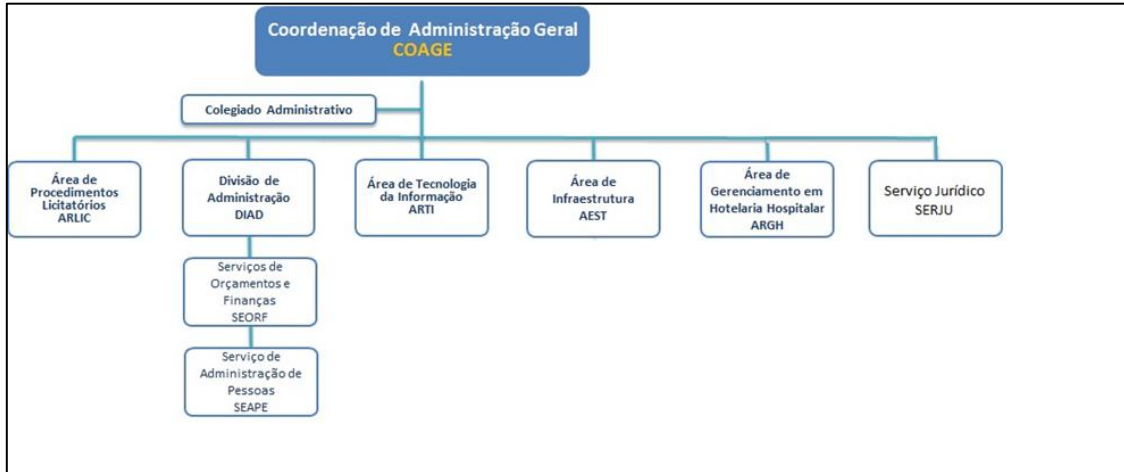 Coordenação de Administração Geral
COAGE
Colegiado Administrativo
Área de
Procedimentos
Licitatórios
ARLIC
Divisão de
Administração
DIAD
Área de Tecnologia
da Informação
ARTI
Área de
Infraestrutura
AEST
Área de
Gerenciamento em
Hotelaria Hospitalar
ARGH
Serviço Jurídico
SERJU
Serviços de
Orçamentos e
Finanças
SEORF
Serviço de
Administração de
Pessoas
SEAPE